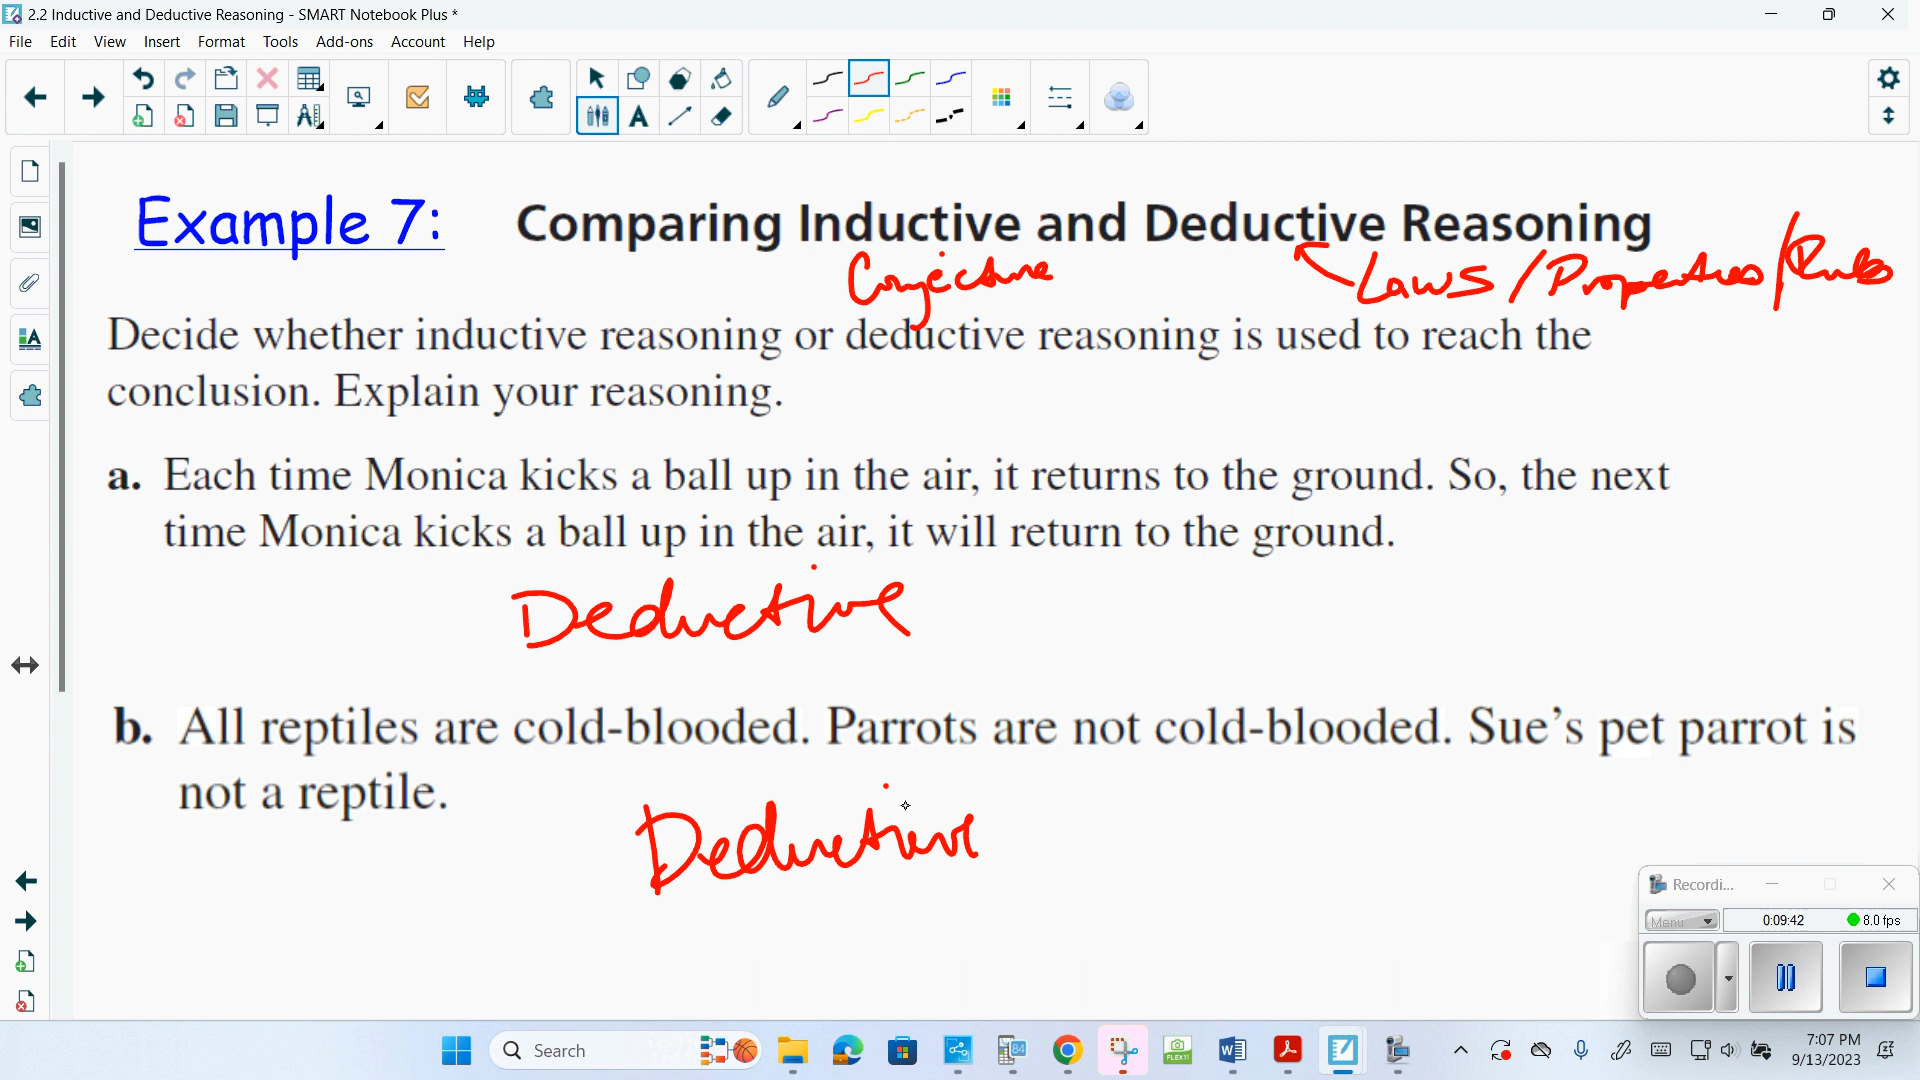 2.2 Inductive and Deductive Reasoning - SMART Notebook Plus *
File Edit View Insert Format Tools Add-ons Account Help
Example 7: Comparing Inductive and Deductive Reasoning
Conjecture
Laws / Properties / Rules
Decide whether inductive reasoning or deductive reasoning is used to reach the
conclusion. Explain your reasoning.
a. Each time Monica kicks a ball up in the air, it returns to the ground. So, the next
time Monica kicks a ball up in the air, it will return to the ground.
Deductive
b. All reptiles are cold-blooded. Parrots are not cold-blooded. Sue's pet parrot is
not a reptile.
Deductive
Recordi...
Menu 0:09:42 8.0 fps
Search
84
PLEX11
7:07 PM
9/13/2023